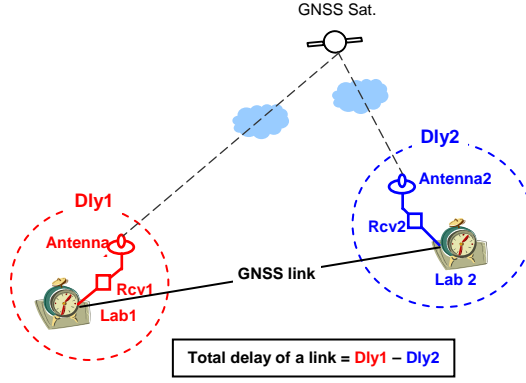 GNSS Sat.
Dly2
Antenna2
Dly1
Rcv2
Antenna
GNSS link
Lab 2
Rcv1
Lab1
Total delay of a link = Dly1 – Dly2